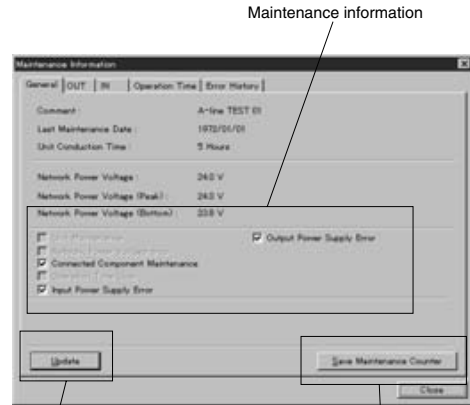 Maintenance information
Maintenance Information
General OUT IN Operation Time Error History
Comment : A-line TEST 01
Last Maintenance Date : 1972/01/01
Unit Conduction Time : 5 Hours
Network Power Voltage : 24.0 V
Network Power Voltage (Peak) : 24.0 V
Network Power Voltage (Bottom) : 23.8 V
Unit Maintenance Output Power Supply Error
Connected Component Maintenance
Input Power Supply Error
Update Save Maintenance Counter
Close